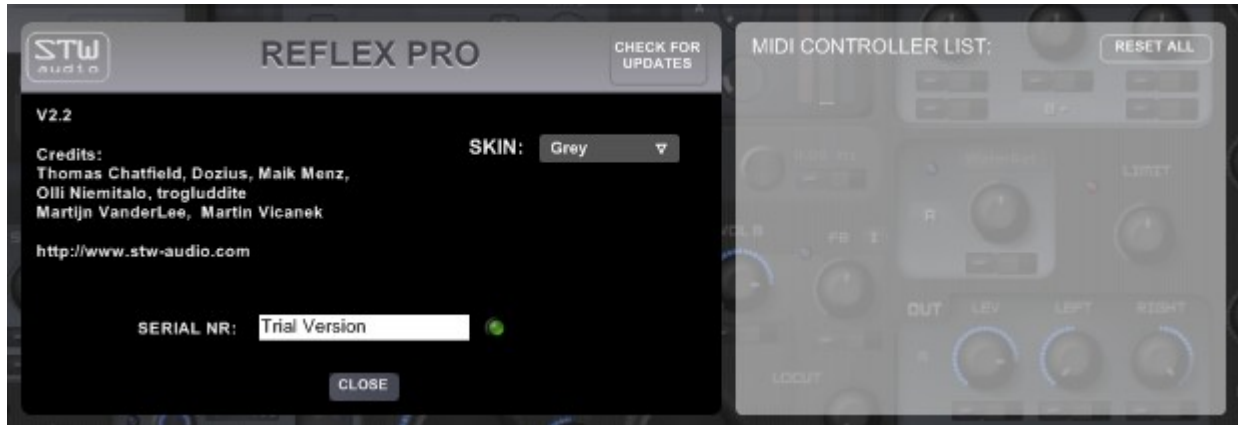 STW
audio
REFLEX PRO
CHECK FOR
UPDATES
V2.2
SKIN:
Grey
Credits:
Thomas Chatfield, Dozius, Maik Menz,
Olli Niemitalo, trogluddite
Martijn VanderLee, Martin Vicanek
http://www.stw-audio.com
SERIAL NR:
Trial Version
CLOSE
MIDI CONTROLLER LIST:
RESET ALL
LIMIT
A
VOL B
FB
OUT
LEV
LEFT
RIGHT
LOCUT